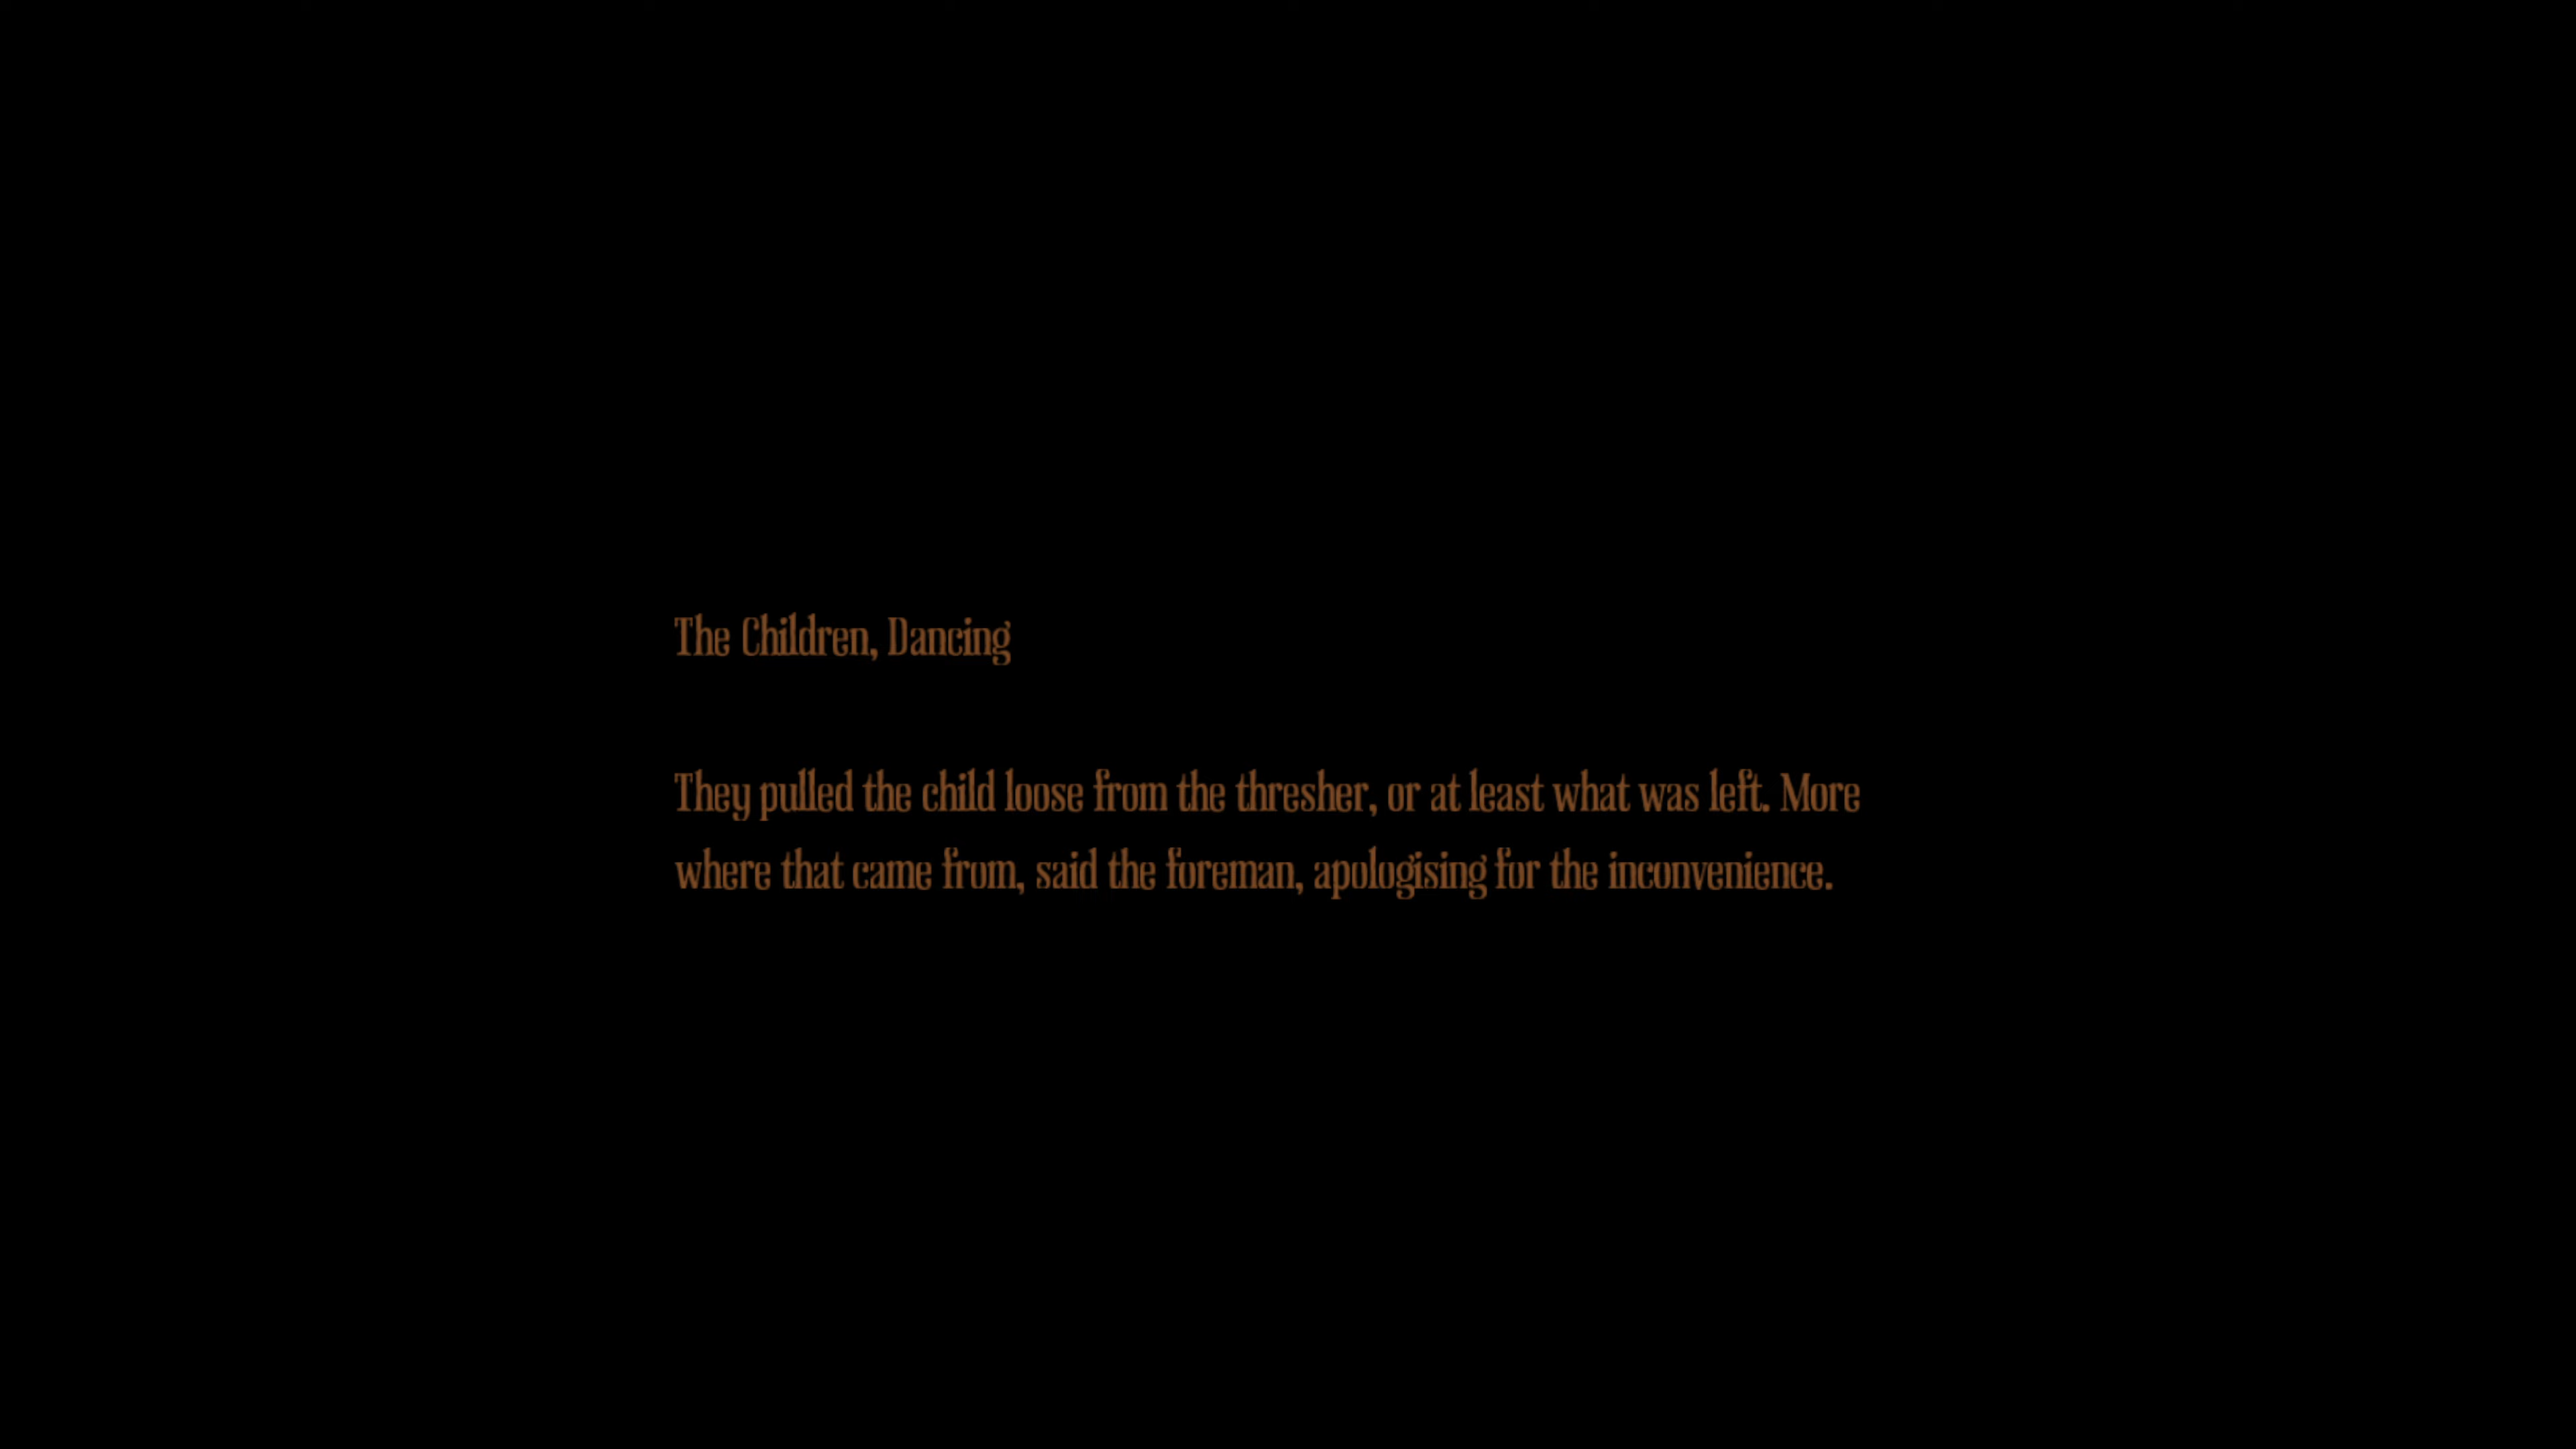 The Children, Dancing
They pulled the child loose from the thresher, or at least what was left. More
where that came from, said the foreman, apologising for the inconvenience.